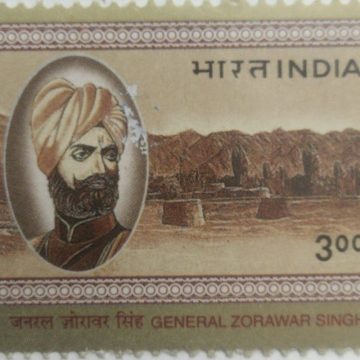 भारत INDIA
3.00
जनरल ज़ोरावर सिंह GENERAL ZORAWAR SINGH